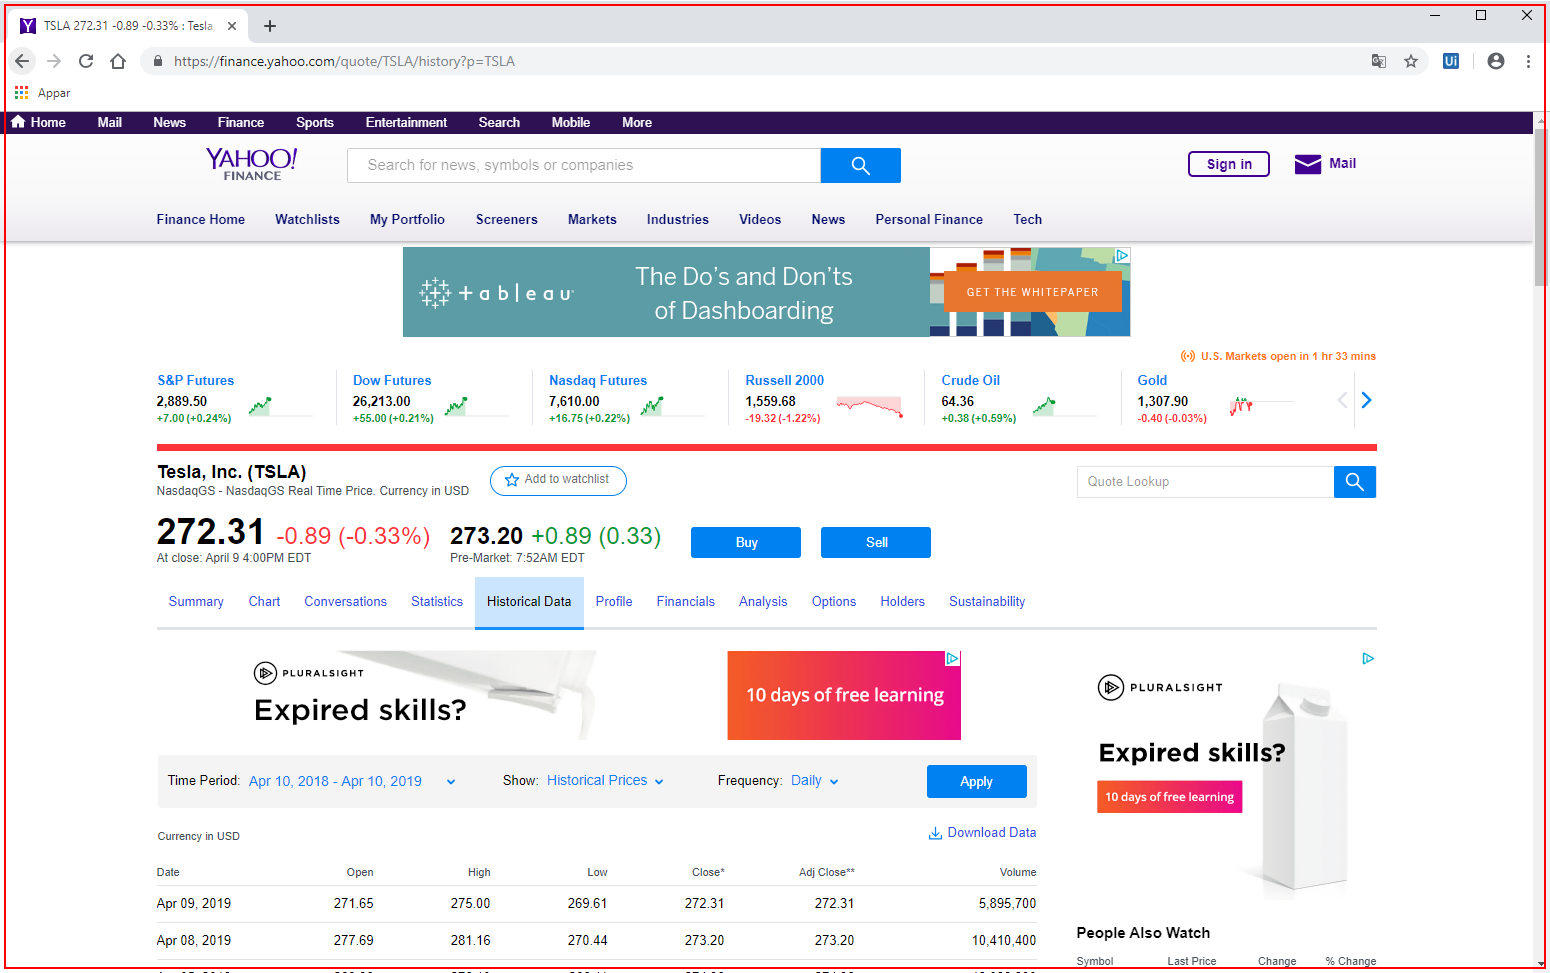 TSLA 272.31 -0.89 -0.33% : Tesla,
https://finance.yahoo.com/quote/TSLA/history?p=TSLA
Ui
Appar
Home Mail News Finance Sports Entertainment Search Mobile More
YAHOO!
FINANCE
Search for news, symbols or companies
Sign in
Mail
Finance Home Watchlists My Portfolio Screeners Markets Industries Videos News Personal Finance Tech
+ableau
The Do's and Don'ts
of Dashboarding
GET THE WHITEPAPER
U.S. Markets open in 1 hr 33 mins
S&P Futures Dow Futures Nasdaq Futures Russell 2000 Crude Oil Gold
2,889.50 26,213.00 7,610.00 1,559.68 64.36 1,307.90
+7.00 (+0.24%) +55.00 (+0.21%) +16.75 (+0.22%) -19.32 (-1.22%) +0.38 (+0.59%) -0.40 (-0.03%)
Tesla, Inc. (TSLA)
NasdaqGS - NasdaqGS Real Time Price. Currency in USD
Add to watchlist
Quote Lookup
272.31 -0.89 (-0.33%) 273.20 +0.89 (0.33)
At close: April 9 4:00PM EDT Pre-Market: 7:52AM EDT
Buy Sell
Summary Chart Conversations Statistics Historical Data Profile Financials Analysis Options Holders Sustainability
PLURALSIGHT
Expired skills?
10 days of free learning
PLURALSIGHT
Expired skills?
10 days of free learning
Time Period: Apr 10, 2018 - Apr 10, 2019 Show: Historical Prices Frequency: Daily Apply
Currency in USD Download Data
Date Open High Low Close* Adj Close** Volume
Apr 09, 2019 271.65 275.00 269.61 272.31 272.31 5,895,700
Apr 08, 2019 277.69 281.16 270.44 273.20 273.20 10,410,400
People Also Watch
Symbol Last Price Change % Change